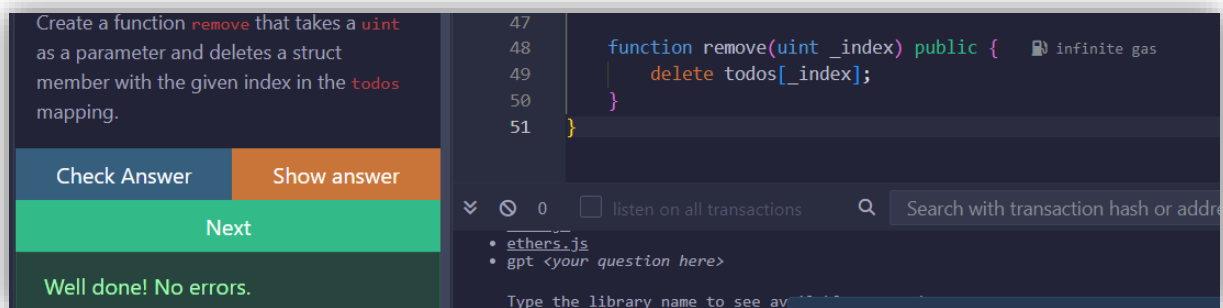 Create a function remove that takes a uint
as a parameter and deletes a struct
member with the given index in the todos
mapping.
Check Answer
Show answer
Next
Well done! No errors.
47
48 function remove(uint _index) public { infinite gas
49 delete todos[_index];
50 }
51 }
0 listen on all transactions Search with transaction hash or addre
• ethers.js
• gpt <your question here>
Type the library name to see